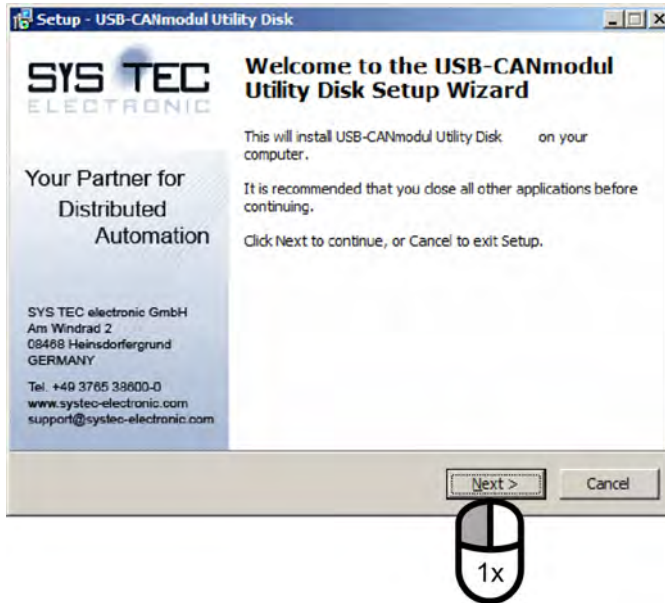 Setup - USB-CANmodul Utility Disk
SYS TEC
ELECTRONIC
Your Partner for
Distributed
Automation
SYS TEC electronic GmbH
Am Windrad 2
08468 Heinsdorfergrund
GERMANY
Tel. +49 3765 38600-0
www.systec-electronic.com
support@systec-electronic.com
Welcome to the USB-CANmodul
Utility Disk Setup Wizard
This will install USB-CANmodul Utility Disk on your
computer.
It is recommended that you close all other applications before
continuing.
Click Next to continue, or Cancel to exit Setup.
Next >
Cancel
1x